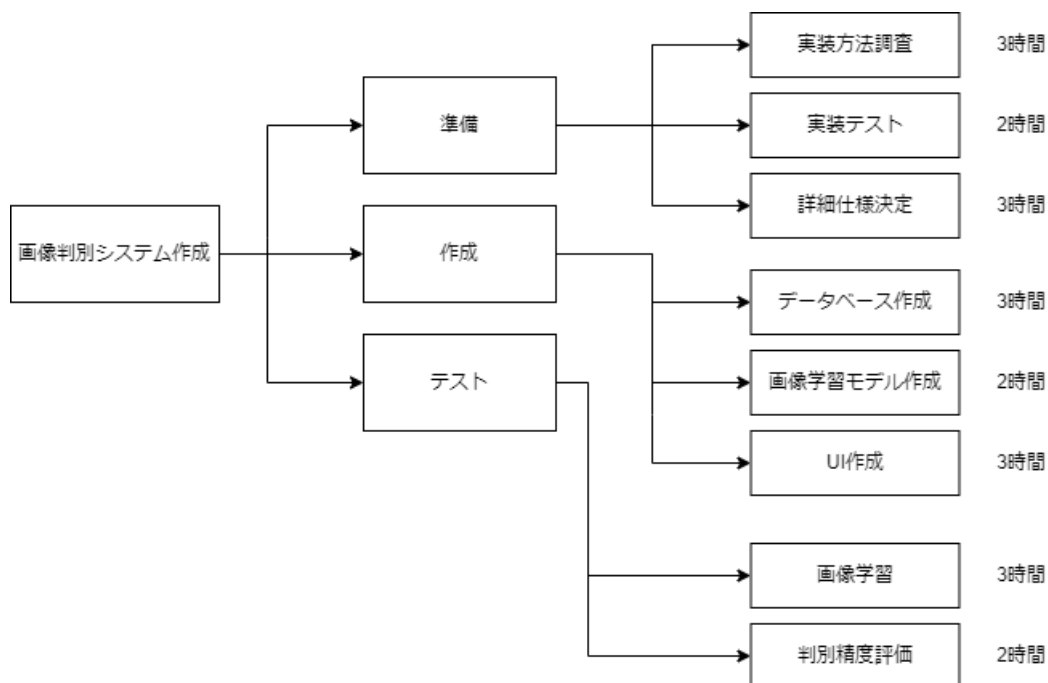 実装方法調査 3時間
準備
実装テスト 2時間
詳細仕様決定 3時間
画像判別システム作成
作成
データベース作成 3時間
テスト
画像学習モデル作成 2時間
UI作成 3時間
画像学習 3時間
判別精度評価 2時間